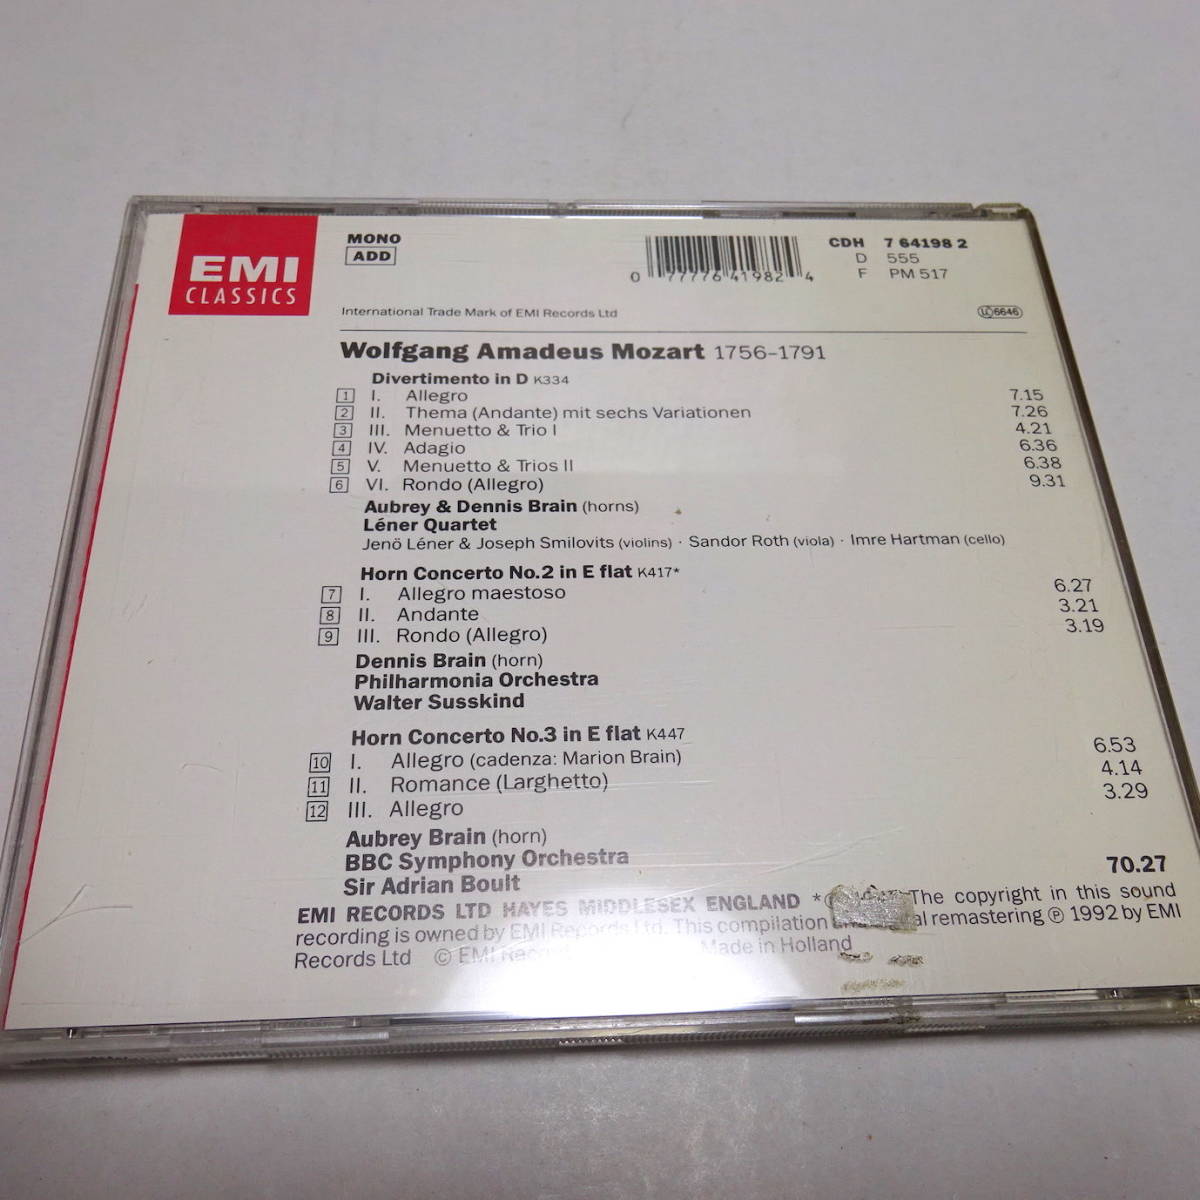 EMI
CLASSICS
MONO
ADD
0 77776 41982 4
CDH 7 64198 2
D 555
F PM 517
International Trade Mark of EMI Records Ltd
LC 6646
Wolfgang Amadeus Mozart 1756–1791
Divertimento in D K334
1 I. Allegro 7.15
2 II. Thema (Andante) mit sechs Variationen 7.26
3 III. Menuetto & Trio I 4.21
4 IV. Adagio 6.36
5 V. Menuetto & Trios II 6.38
6 VI. Rondo (Allegro) 9.31
Aubrey & Dennis Brain (horns)
Léner Quartet
Jenö Léner & Joseph Smilovits (violins) · Sandor Roth (viola) · Imre Hartman (cello)
Horn Concerto No.2 in E flat K417*
7 I. Allegro maestoso 6.27
8 II. Andante 3.21
9 III. Rondo (Allegro) 3.19
Dennis Brain (horn)
Philharmonia Orchestra
Walter Susskind
Horn Concerto No.3 in E flat K447
10 I. Allegro (cadenza: Marion Brain) 6.53
11 II. Romance (Larghetto) 4.14
12 III. Allegro 3.29
Aubrey Brain (horn)
BBC Symphony Orchestra
Sir Adrian Boult
70.27
EMI RECORDS LTD HAYES MIDDLESEX ENGLAND * The copyright in this sound
recording is owned by EMI Records Ltd. This compilation remastering ℗ 1992 by EMI
Records Ltd © EMI Made in Holland